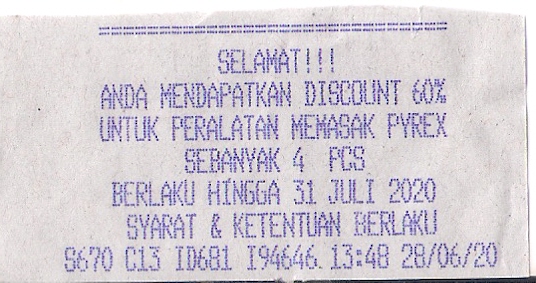 SELAMAT!!!
ANDA MENDAPATKAN DISCOUNT 60%
UNTUK PERALATAN MEMASAK PYREX
SEBANYAK 4 PCS
BERLAKU HINGGA 31 JULI 2020
SYARAT & KETENTUAN BERLAKU
S670 C13 ID681 I94646 13:48 28/06/20